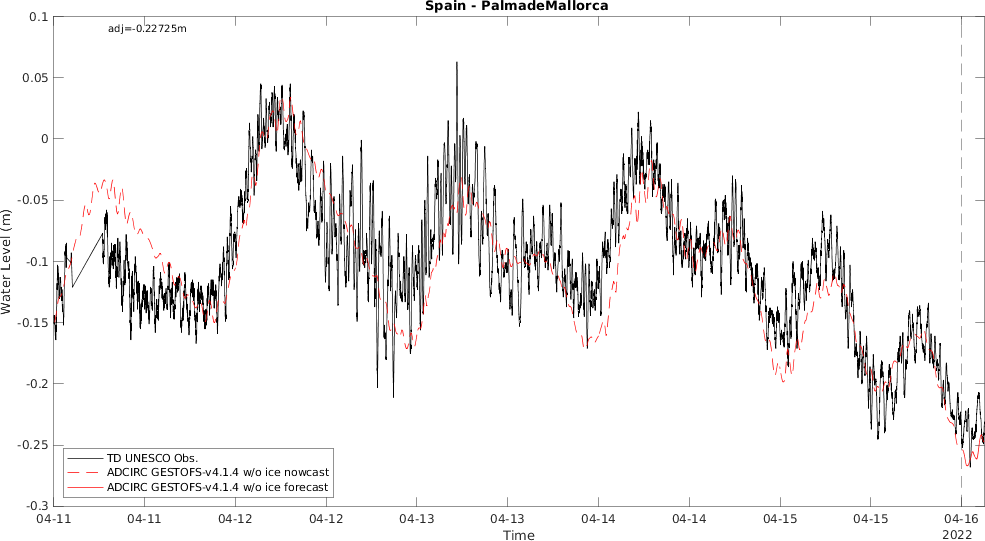 Spain - PalmadeMallorca
adj=-0.22725m
0.1
0.05
0
-0.05
-0.1
-0.15
-0.2
-0.25
-0.3
Water Level (m)
TD UNESCO Obs.
ADCIRC GESTOFS-v4.1.4 w/o ice nowcast
ADCIRC GESTOFS-v4.1.4 w/o ice forecast
04-11 04-11 04-12 04-12 04-13 04-13 04-14 04-14 04-15 04-15 04-16
2022
Time